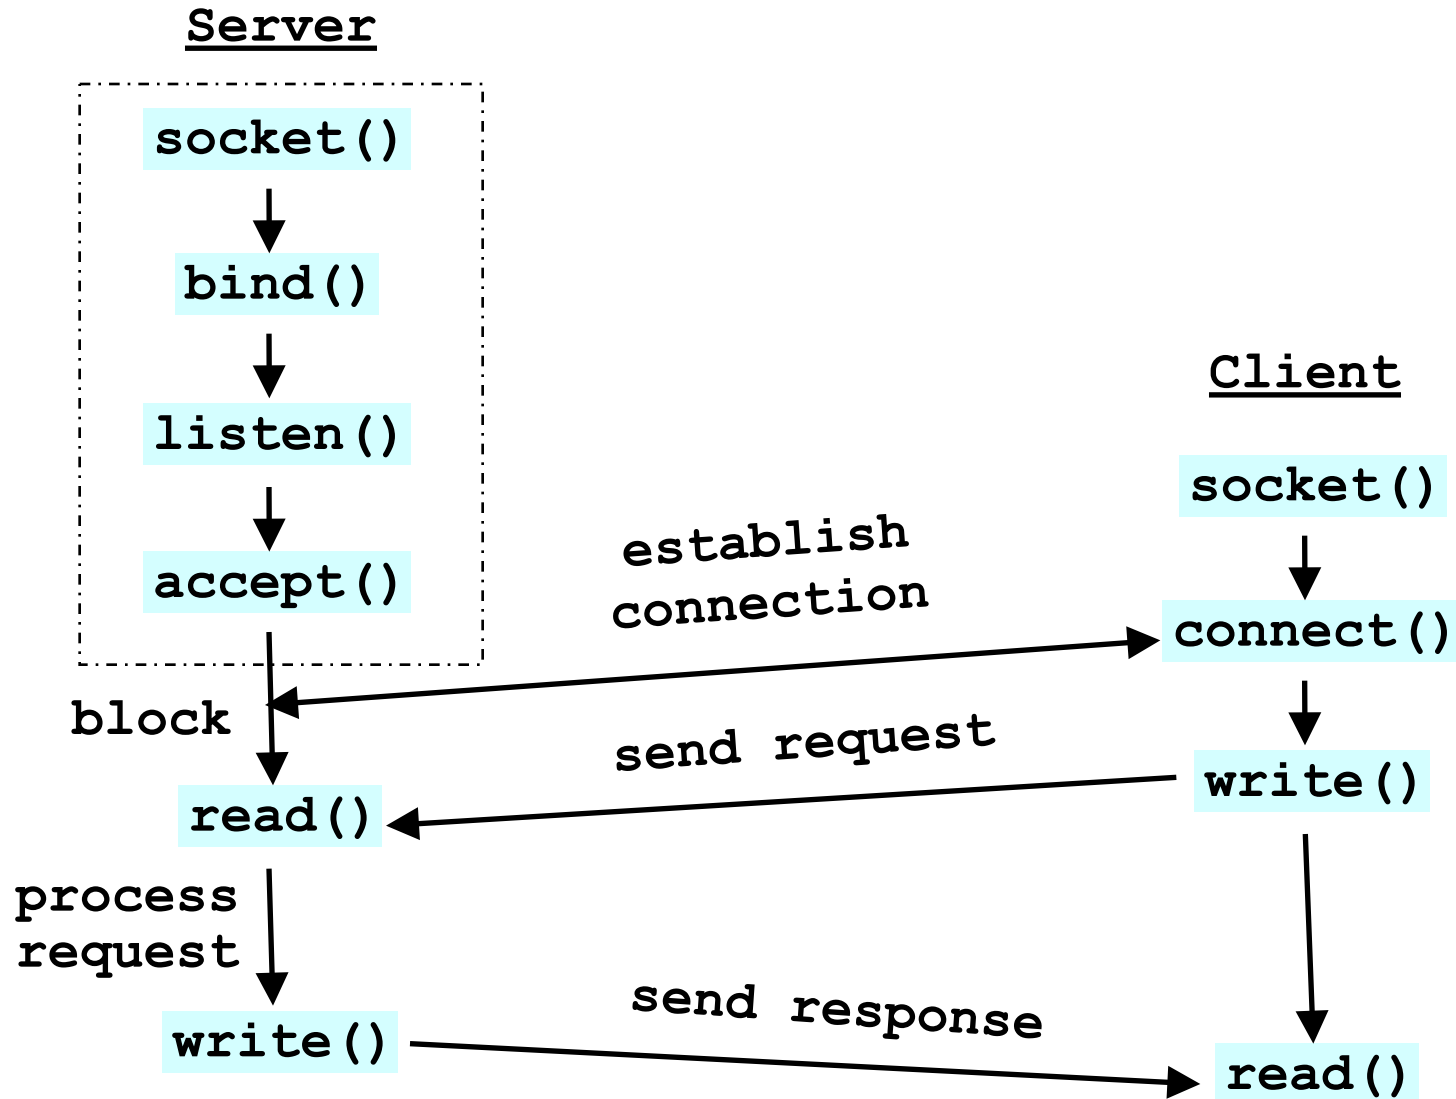 Server
socket()
bind()
listen()
accept()
block
read()
process
request
write()
establish
connection
send request
send response
Client
socket()
connect()
write()
read()